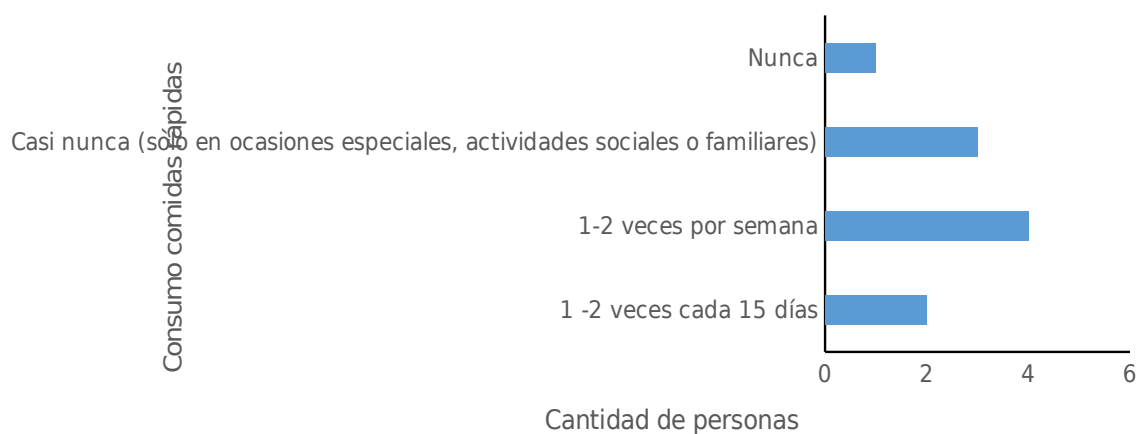 Nunca
Casi nunca (sólo en ocasiones especiales, actividades sociales o familiares)
1-2 veces por semana
1 -2 veces cada 15 días
Consumo comidas rápidas
0 2 4 6
Cantidad de personas